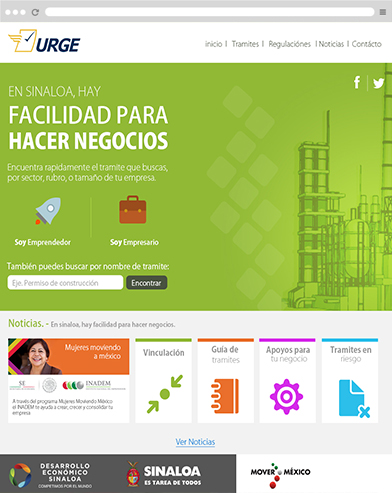 URGE
inicio | Tramites | Regulaciónes | Noticias | Contácto
EN SINALOA, HAY
FACILIDAD PARA
HACER NEGOCIOS
Encuentra rapidamente el tramite que buscas,
por sector, rubro, o tamaño de tu empresa.
Soy Emprendedor
Soy Empresario
También puedes buscar por nombre de tramite:
Eje. Permiso de construcción
Encontrar
Noticias. - En sinaloa, hay facilidad para hacer negocios.
Mujeres moviendo
a méxico
SE
INADEM
A través del programa Mujeres Moviendo México
el INADEM te ayuda a crear, crecer y consolidar tu
empresa.
Vinculación
Guía de
tramites
Apoyos para
tu negocio
Tramites en
riesgo
Ver Noticias
DESARROLLO
ECONÓMICO
SINALOA
COMPETIMOS POR EL MUNDO
SINALOA
ES TAREA DE TODOS
MOVER A MÉXICO